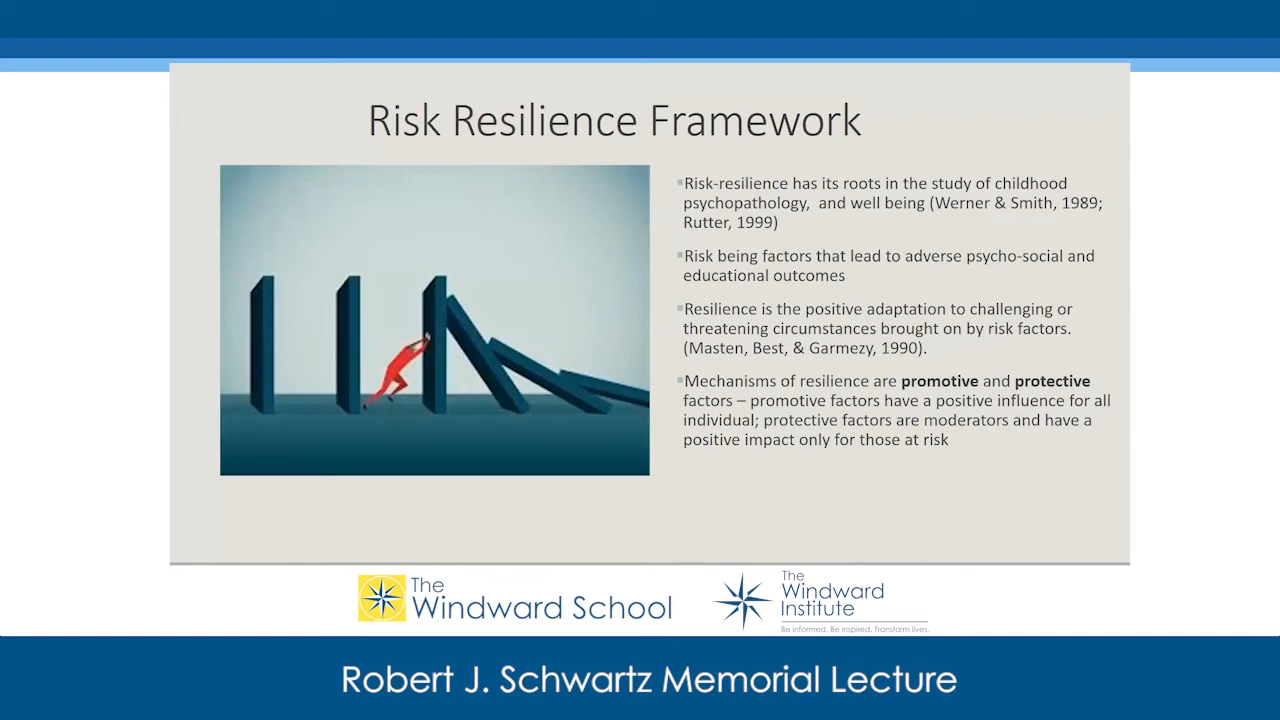 Risk Resilience Framework
▪Risk-resilience has its roots in the study of childhood
psychopathology,  and well being (Werner & Smith, 1989;
Rutter, 1999)
▪Risk being factors that lead to adverse psycho-social and
educational outcomes
▪Resilience is the positive adaptation to challenging or
threatening circumstances brought on by risk factors.
(Masten, Best, & Garmezy, 1990).
▪Mechanisms of resilience are promotive and protective
factors – promotive factors have a positive influence for all
individual; protective factors are moderators and have a
positive impact only for those at risk
The
Windward School
The
Windward
Institute
Be informed. Be inspired. Transform lives.
Robert J. Schwartz Memorial Lecture